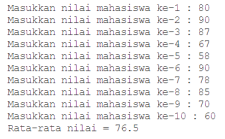 Masukkan nilai mahasiswa ke-1 : 80
Masukkan nilai mahasiswa ke-2 : 90
Masukkan nilai mahasiswa ke-3 : 87
Masukkan nilai mahasiswa ke-4 : 67
Masukkan nilai mahasiswa ke-5 : 58
Masukkan nilai mahasiswa ke-6 : 90
Masukkan nilai mahasiswa ke-7 : 78
Masukkan nilai mahasiswa ke-8 : 85
Masukkan nilai mahasiswa ke-9 : 70
Masukkan nilai mahasiswa ke-10 : 60
Rata-rata nilai = 76.5